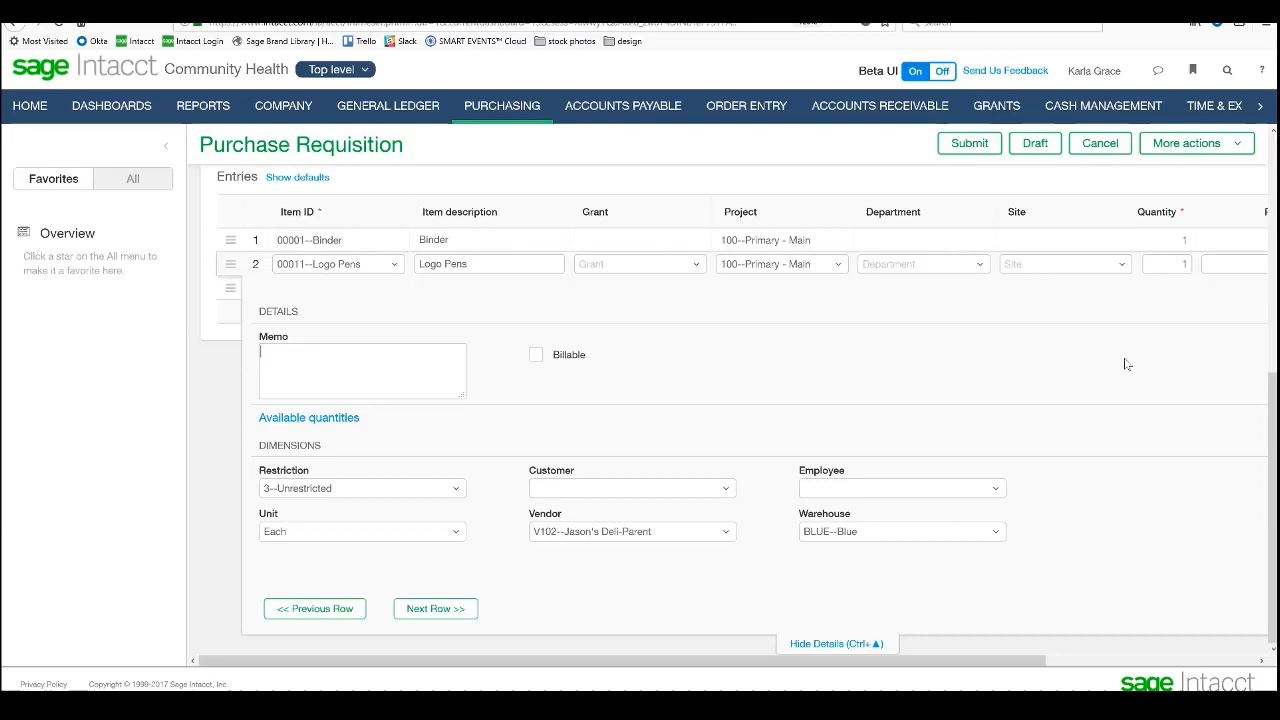 Most Visited Okta Intacct Intacct Login Sage Brand Library | H... Trello Slack SMART EVENTS™ Cloud stock photos design
sage Intacct Community Health Top level Beta UI On Off Send Us Feedback Karla Grace ?
HOME DASHBOARDS REPORTS COMPANY GENERAL LEDGER PURCHASING ACCOUNTS PAYABLE ORDER ENTRY ACCOUNTS RECEIVABLE GRANTS CASH MANAGEMENT TIME & EX
Purchase Requisition Submit Draft Cancel More actions
Favorites All
Entries Show defaults
Item ID * Item description Grant Project Department Site Quantity *
Overview
Click a star on the All menu to
make it a favorite here.
1 00001--Binder Binder 100--Primary - Main 1
2 00011--Logo Pens Logo Pens Grant 100--Primary - Main Department Site 1
DETAILS
Memo
Billable
Available quantities
DIMENSIONS
Restriction Customer Employee
3--Unrestricted
Unit Vendor Warehouse
Each V102--Jason's Deli-Parent BLUE--Blue
<< Previous Row Next Row >>
Hide Details (Ctrl+▲)
Privacy Policy Copyright © 1999-2017 Sage Intacct, Inc. sage Intacct